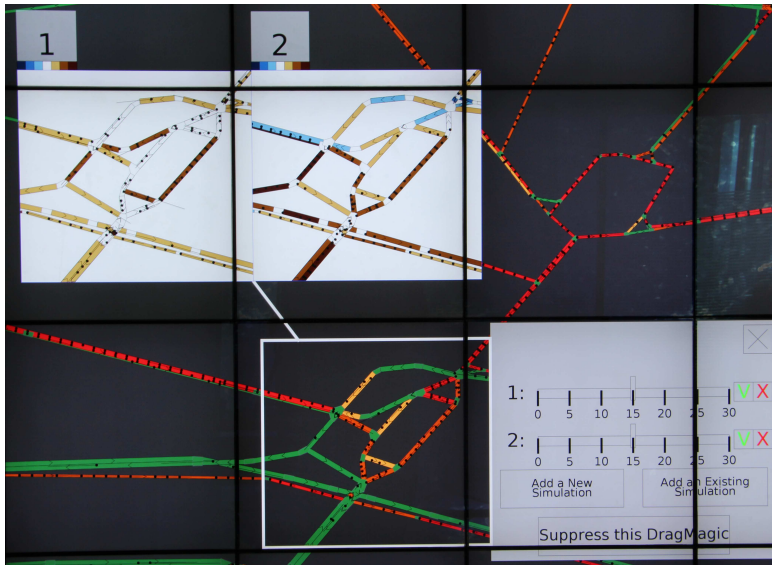 1
2
1:
0 5 10 15 20 25 30
V X
2:
0 5 10 15 20 25 30
V X
Add a New
Simulation
Add an Existing
Simulation
Suppress this DragMagic